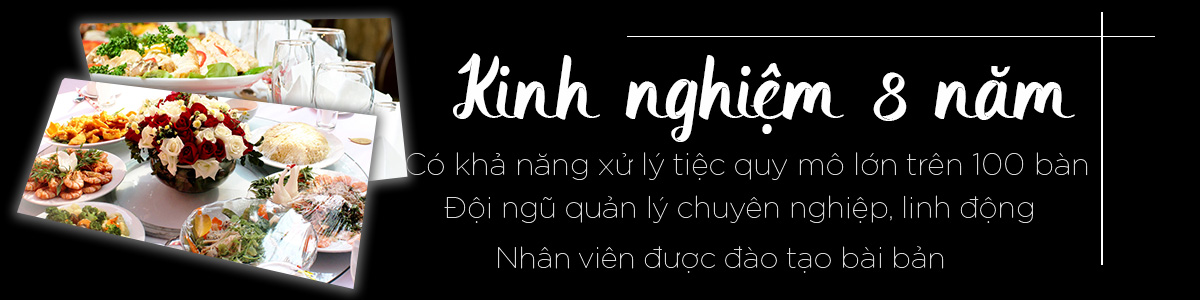 Kinh nghiệm 8 năm
Có khả năng xử lý tiệc quy mô lớn trên 100 bàn
Đội ngũ quản lý chuyên nghiệp, linh động
Nhân viên được đào tạo bài bản